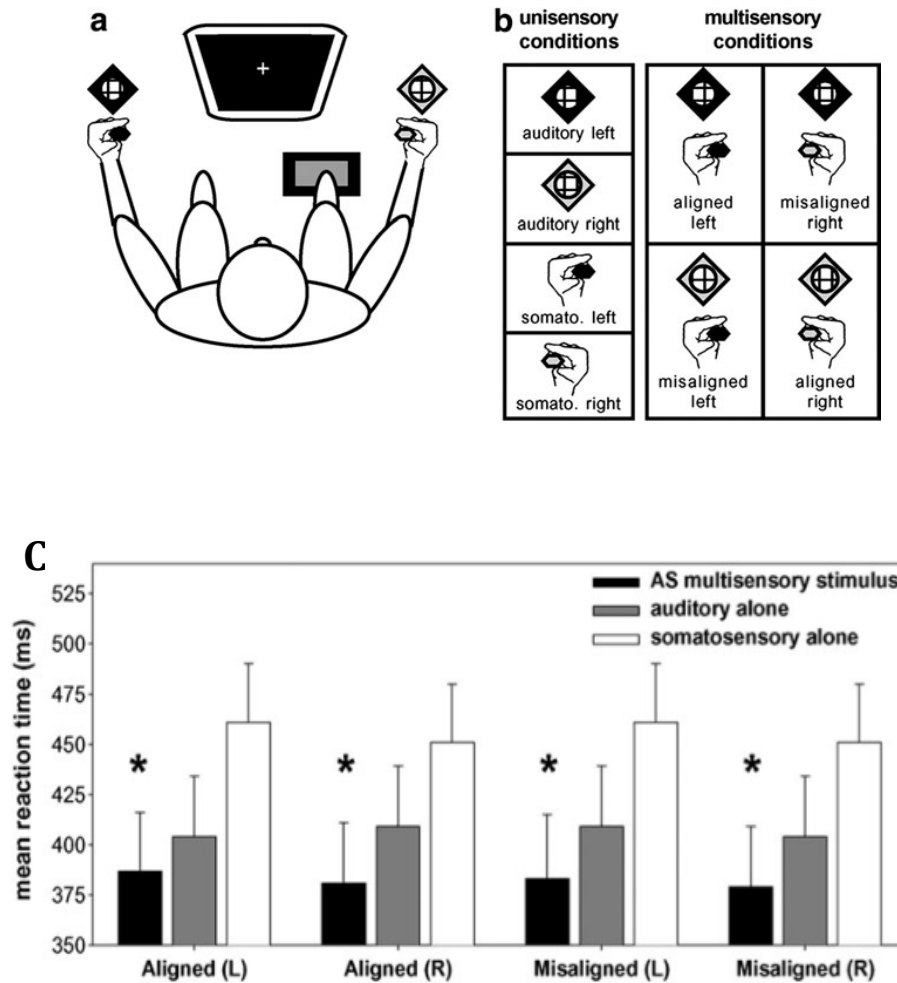 a
b
unisensory
conditions
multisensory
conditions
auditory left
auditory right
somato. left
somato. right
aligned
left
misaligned
right
misaligned
left
aligned
right
C
mean reaction time (ms)
525
500
475
450
425
400
375
350
AS multisensory stimulus
auditory alone
somatosensory alone
*
*
*
*
Aligned (L)
Aligned (R)
Misaligned (L)
Misaligned (R)